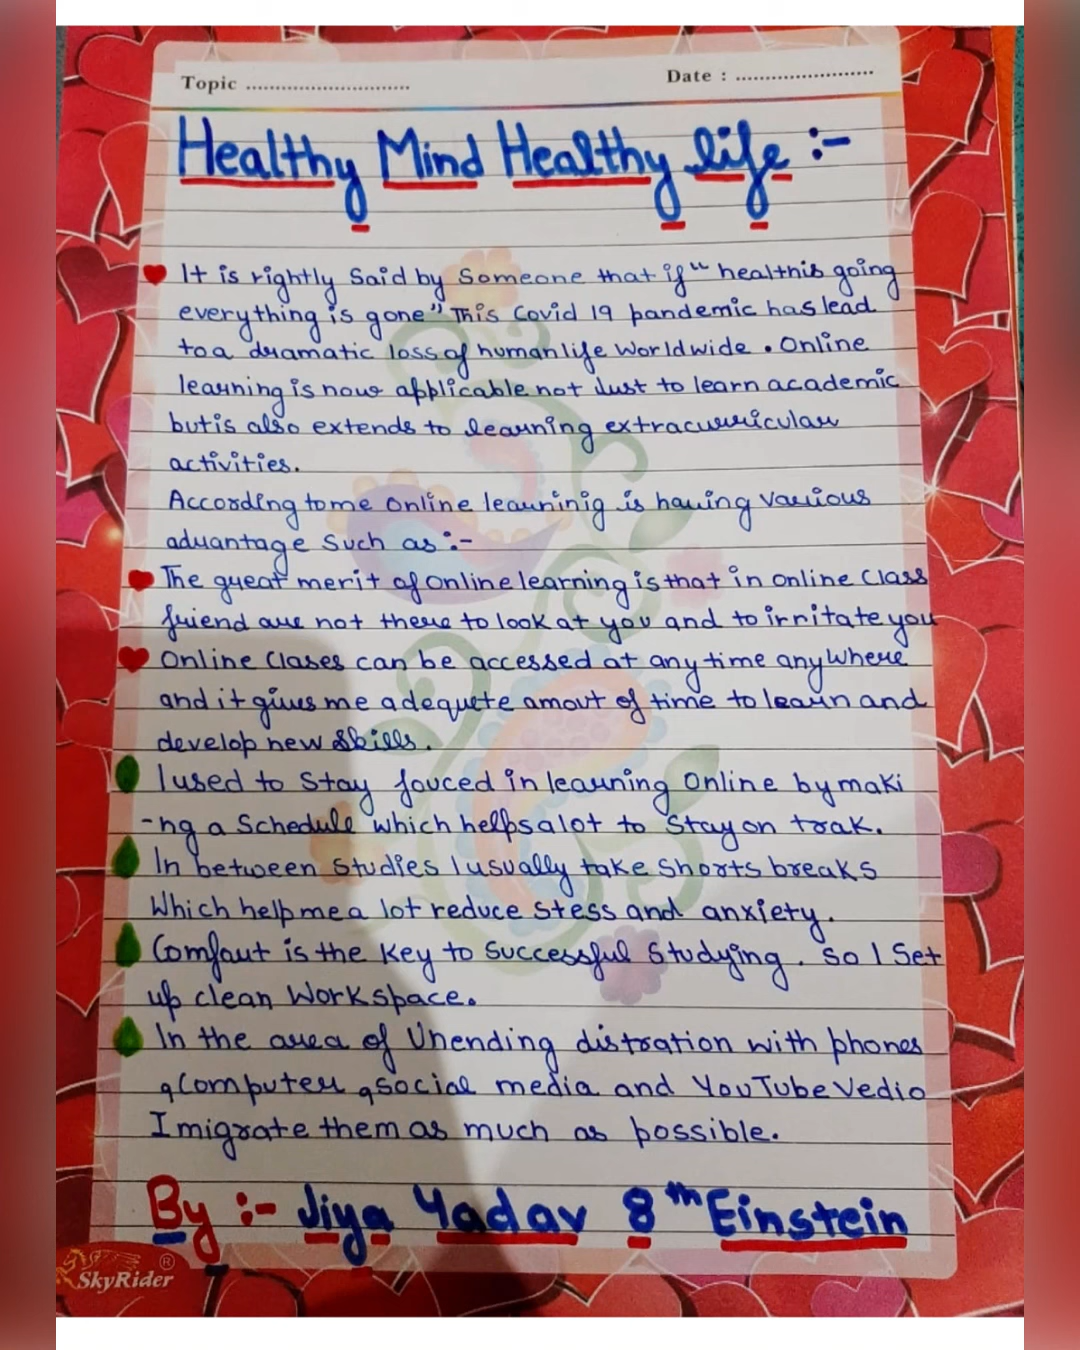 Topic ............................
Date : ........................
Healthy Mind Healthy life :-
It is rightly Said by Someone that if “ healthis going
everything is gone” This Covid 19 pandemic has lead
to a dramatic loss of human life Worldwide . Online
learning is now applicable not Just to learn academic
but is also extends to learning extracurricular
activities.
According to me online learninig is having various
advantage Such as :-
The great merit of online learning is that in online Class
friend are not there to look at you and to irritate you
Online Clases can be accessed at any time any Where
and it gives me adequete amout of time to learn and
develop new Skills.
I used to Stay fouced in learning Online by maki
-ng a Schedule which helps a lot to Stay on trak.
In between Studies I usually take Shorts breaks
Which help me a lot reduce stess and anxiety.
Comfaut is the Key to Successful Studying . So I Set
up clean Workspace.
In the area of Unending distration with phones
,Computer ,social media and YouTube Vedio
I migrate them as much as possible.
By :- Jiya Yadav 8th Einstein
SkyRider ®